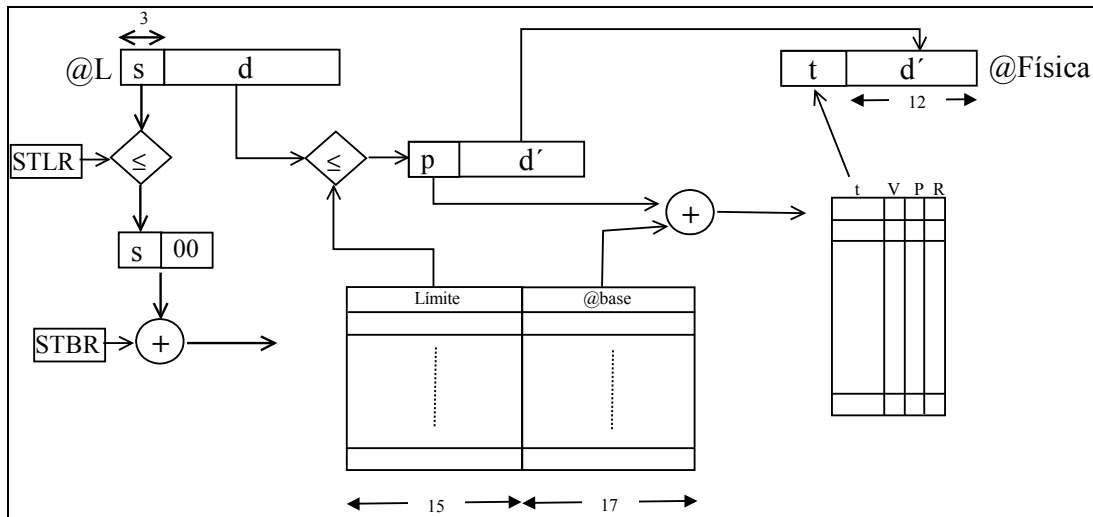 3
@L s d
t d´ @Física
12
STLR ≤ ≤ p d´
t V P R
+
s 00
Límite @base
STBR +
15 17